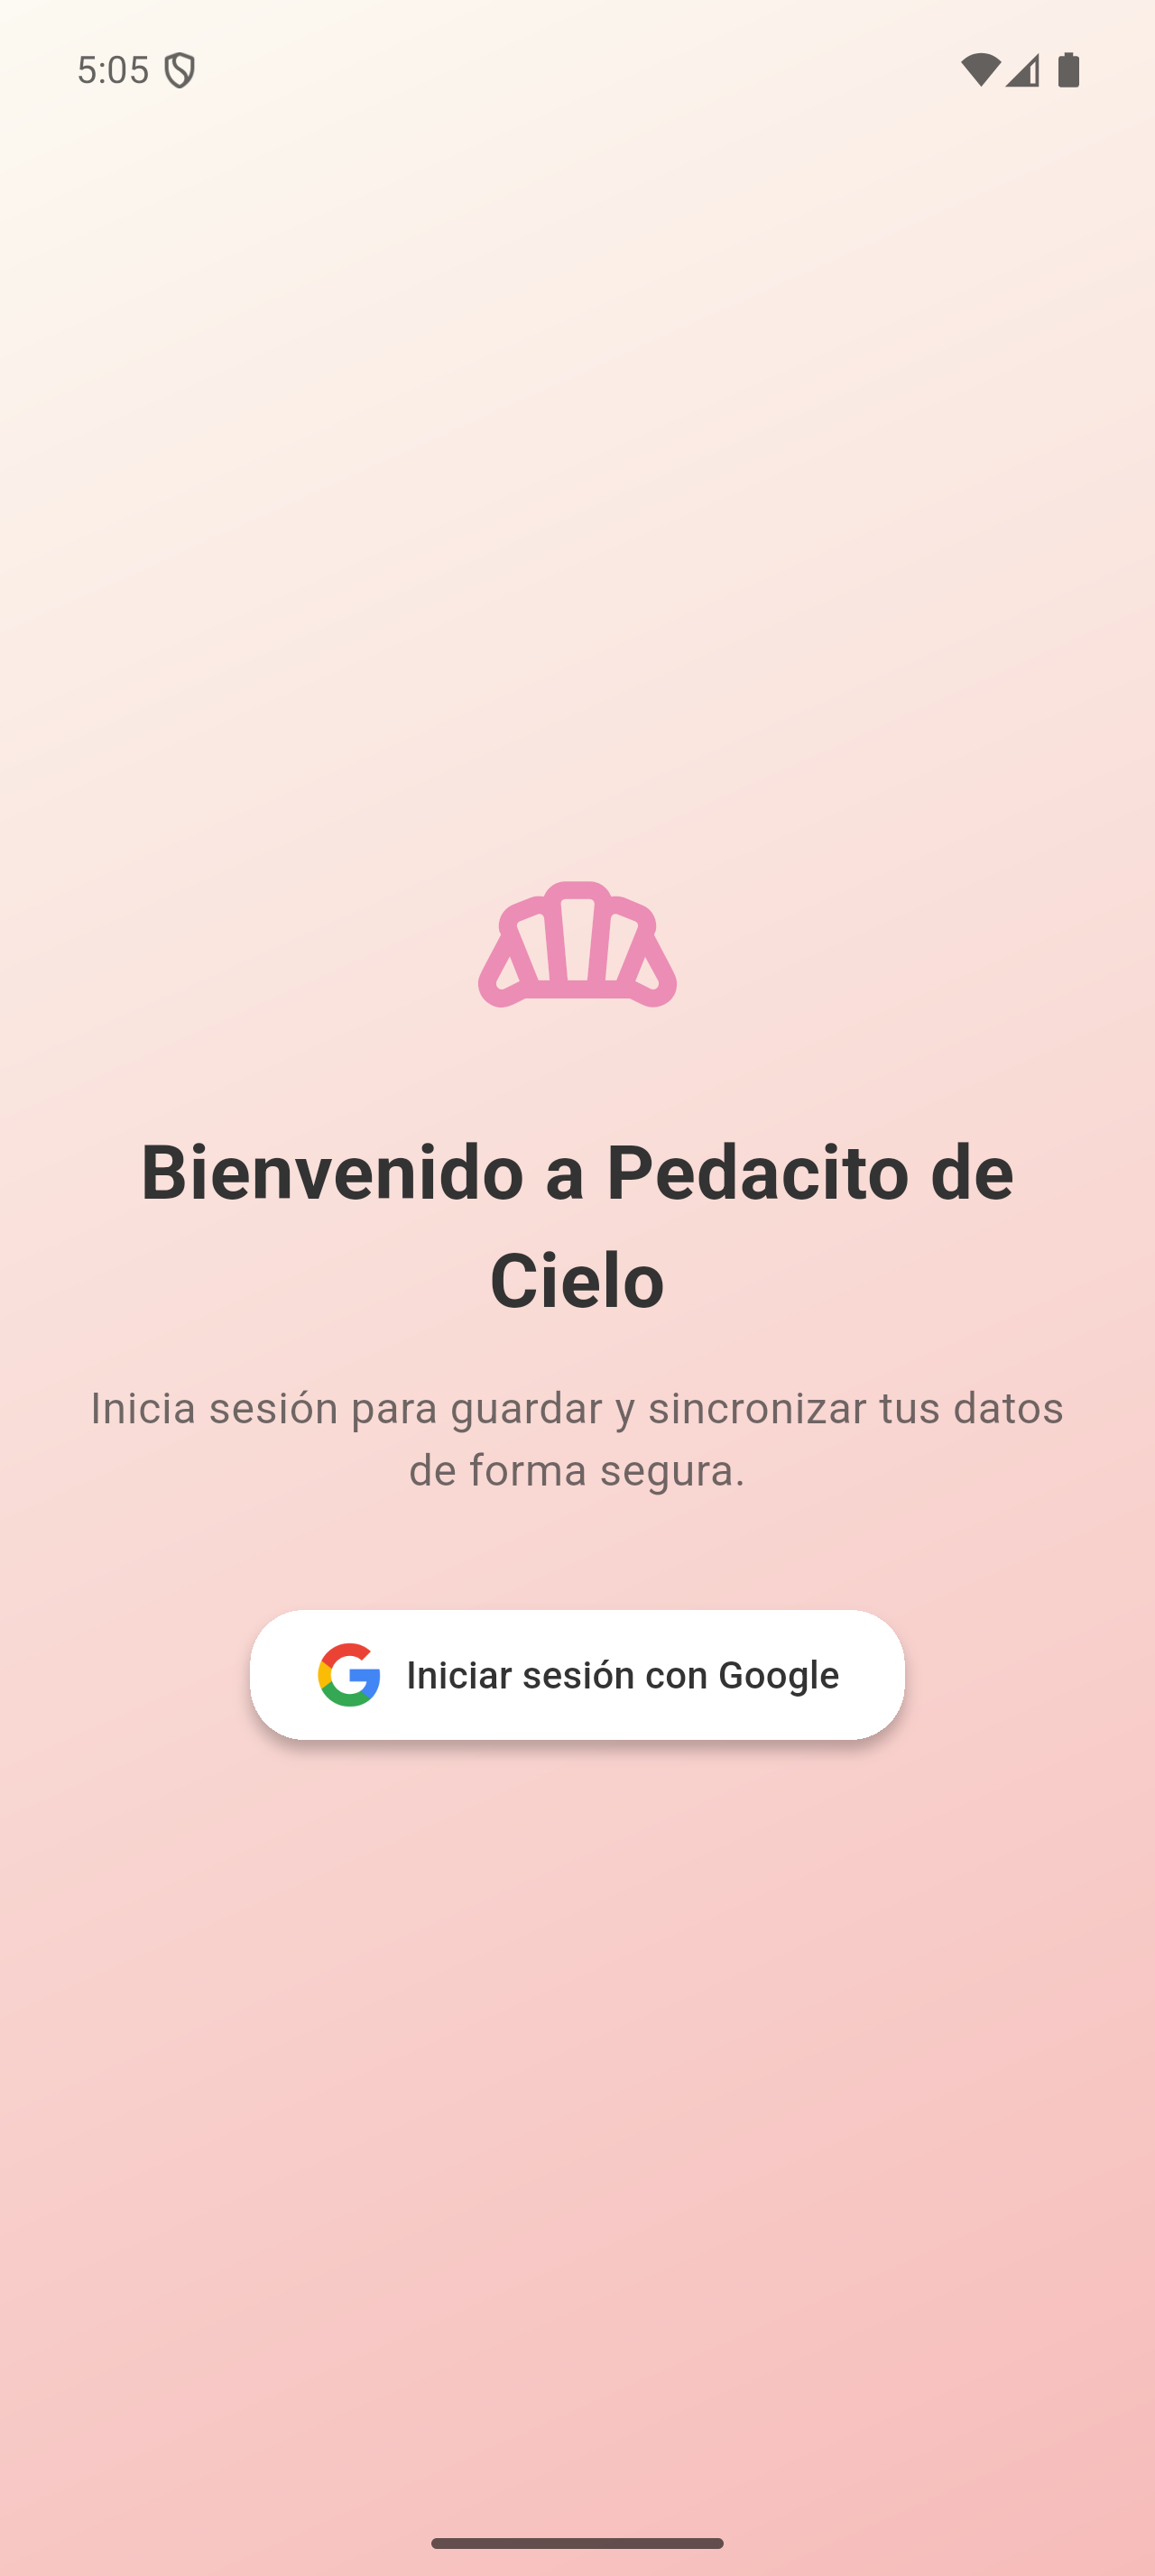 5:05
Bienvenido a Pedacito de
Cielo
Inicia sesión para guardar y sincronizar tus datos
de forma segura.
Iniciar sesión con Google